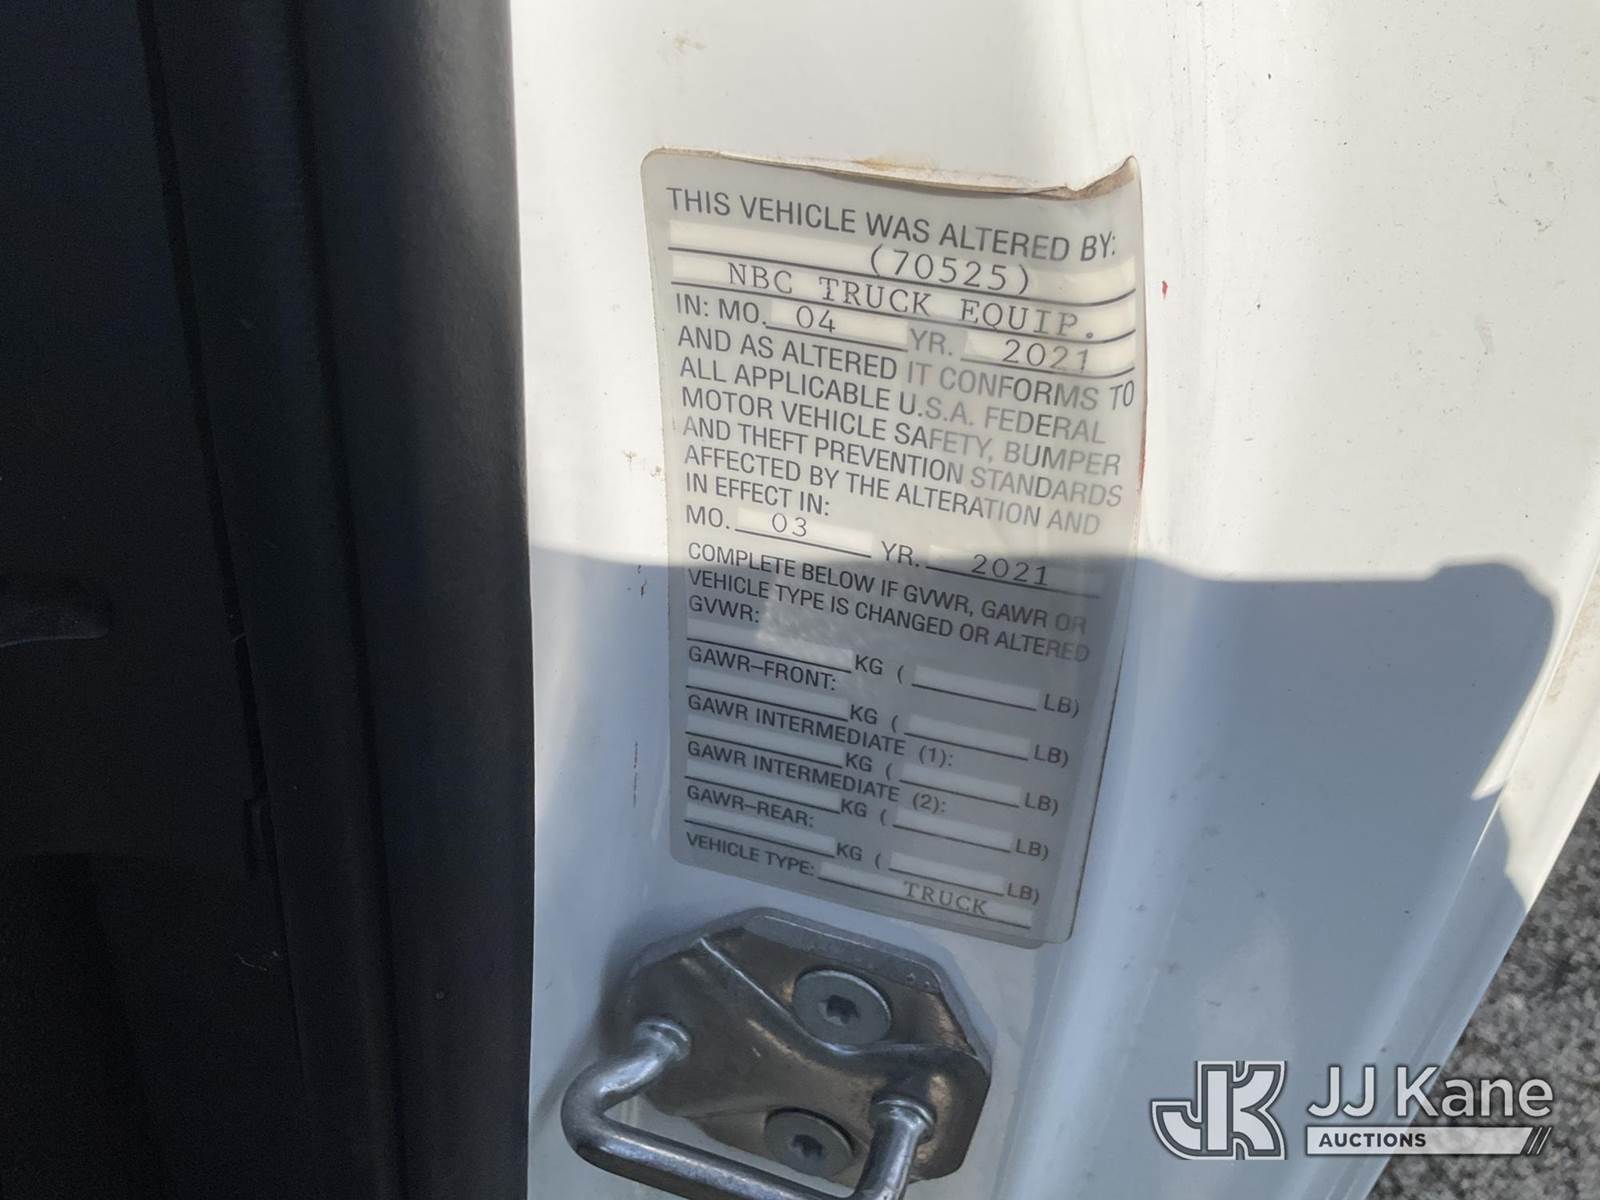 THIS VEHICLE WAS ALTERED BY:
(70525)
NBC TRUCK EQUIP.
IN: MO. 04 YR. 2021
AND AS ALTERED IT CONFORMS TO
ALL APPLICABLE U.S.A. FEDERAL
MOTOR VEHICLE SAFETY, BUMPER
AND THEFT PREVENTION STANDARDS
AFFECTED BY THE ALTERATION AND
IN EFFECT IN:
MO. 03 YR. 2021
COMPLETE BELOW IF GVWR, GAWR OR
VEHICLE TYPE IS CHANGED OR ALTERED
GVWR:
KG ( LB)
GAWR–FRONT:
KG ( LB)
GAWR INTERMEDIATE (1):
KG ( LB)
GAWR INTERMEDIATE (2):
KG ( LB)
GAWR–REAR:
KG ( LB)
VEHICLE TYPE: TRUCK
JK JJ Kane
AUCTIONS